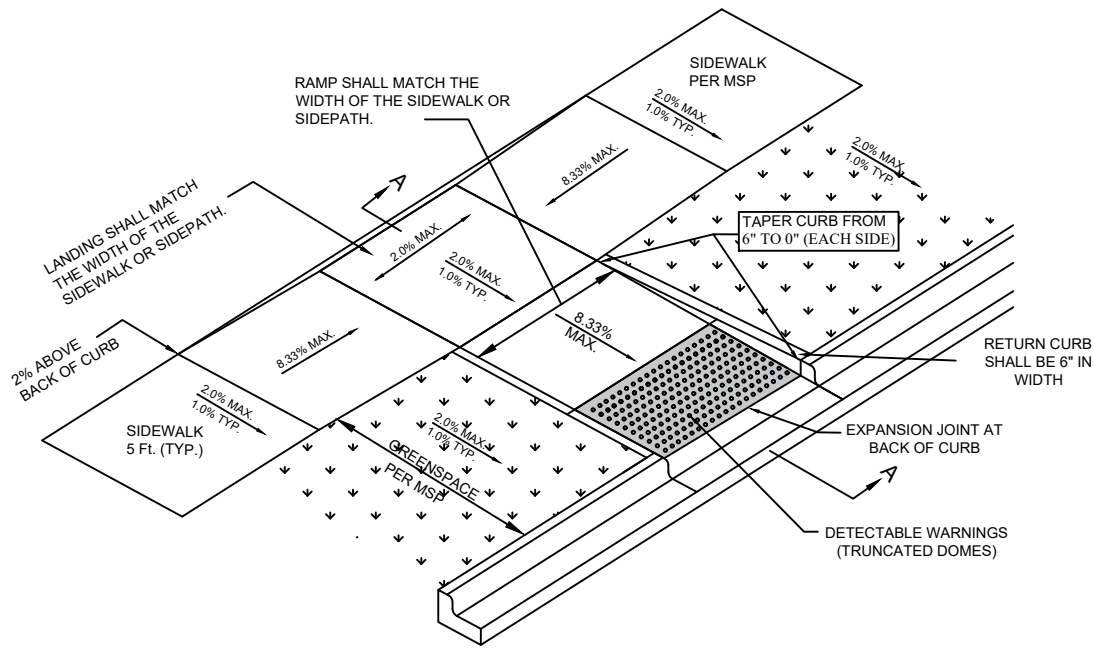 SIDEWALK
PER MSP
2.0% MAX.
1.0% TYP.
RAMP SHALL MATCH THE
WIDTH OF THE SIDEWALK OR
SIDEPATH.
2.0% MAX.
1.0% TYP.
8.33% MAX.
A
LANDING SHALL MATCH
THE WIDTH OF THE
SIDEWALK OR SIDEPATH.
TAPER CURB FROM
6" TO 0" (EACH SIDE)
2.0% MAX.
2.0% MAX.
1.0% TYP.
8.33%
MAX.
2% ABOVE
BACK OF CURB
8.33% MAX.
RETURN CURB
SHALL BE 6" IN
WIDTH
2.0% MAX.
1.0% TYP.
SIDEWALK
5 Ft. (TYP.)
2.0% MAX.
1.0% TYP.
GREENSPACE
PER MSP
EXPANSION JOINT AT
BACK OF CURB
A
DETECTABLE WARNINGS
(TRUNCATED DOMES)